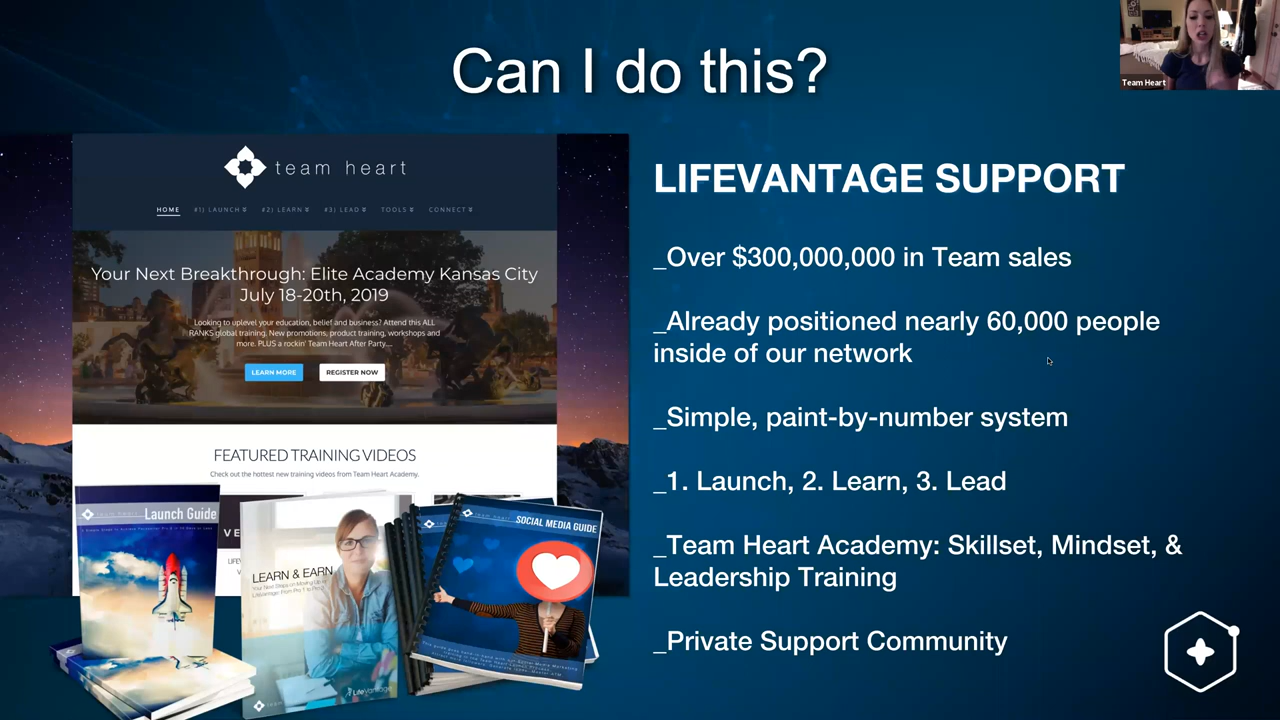 Can I do this?
Team Heart
team heart
HOME #1) LAUNCH #2) LEARN #3) LEAD TOOLS CONNECT
Your Next Breakthrough: Elite Academy Kansas City
July 18-20th, 2019
Looking to uplevel your education, belief and business? Attend this ALL
RANKS global training. New promotions, product training, workshops and
more. PLUS a rockin' Team Heart After Party....
LEARN MORE REGISTER NOW
FEATURED TRAINING VIDEOS
Check out the hottest new training videos from Team Heart Academy.
Launch Guide
LEARN & EARN
LifeVantage
SOCIAL MEDIA GUIDE
LIFEVANTAGE SUPPORT
_Over $300,000,000 in Team sales
_Already positioned nearly 60,000 people
inside of our network
_Simple, paint-by-number system
_1. Launch, 2. Learn, 3. Lead
_Team Heart Academy: Skillset, Mindset, &
Leadership Training
_Private Support Community